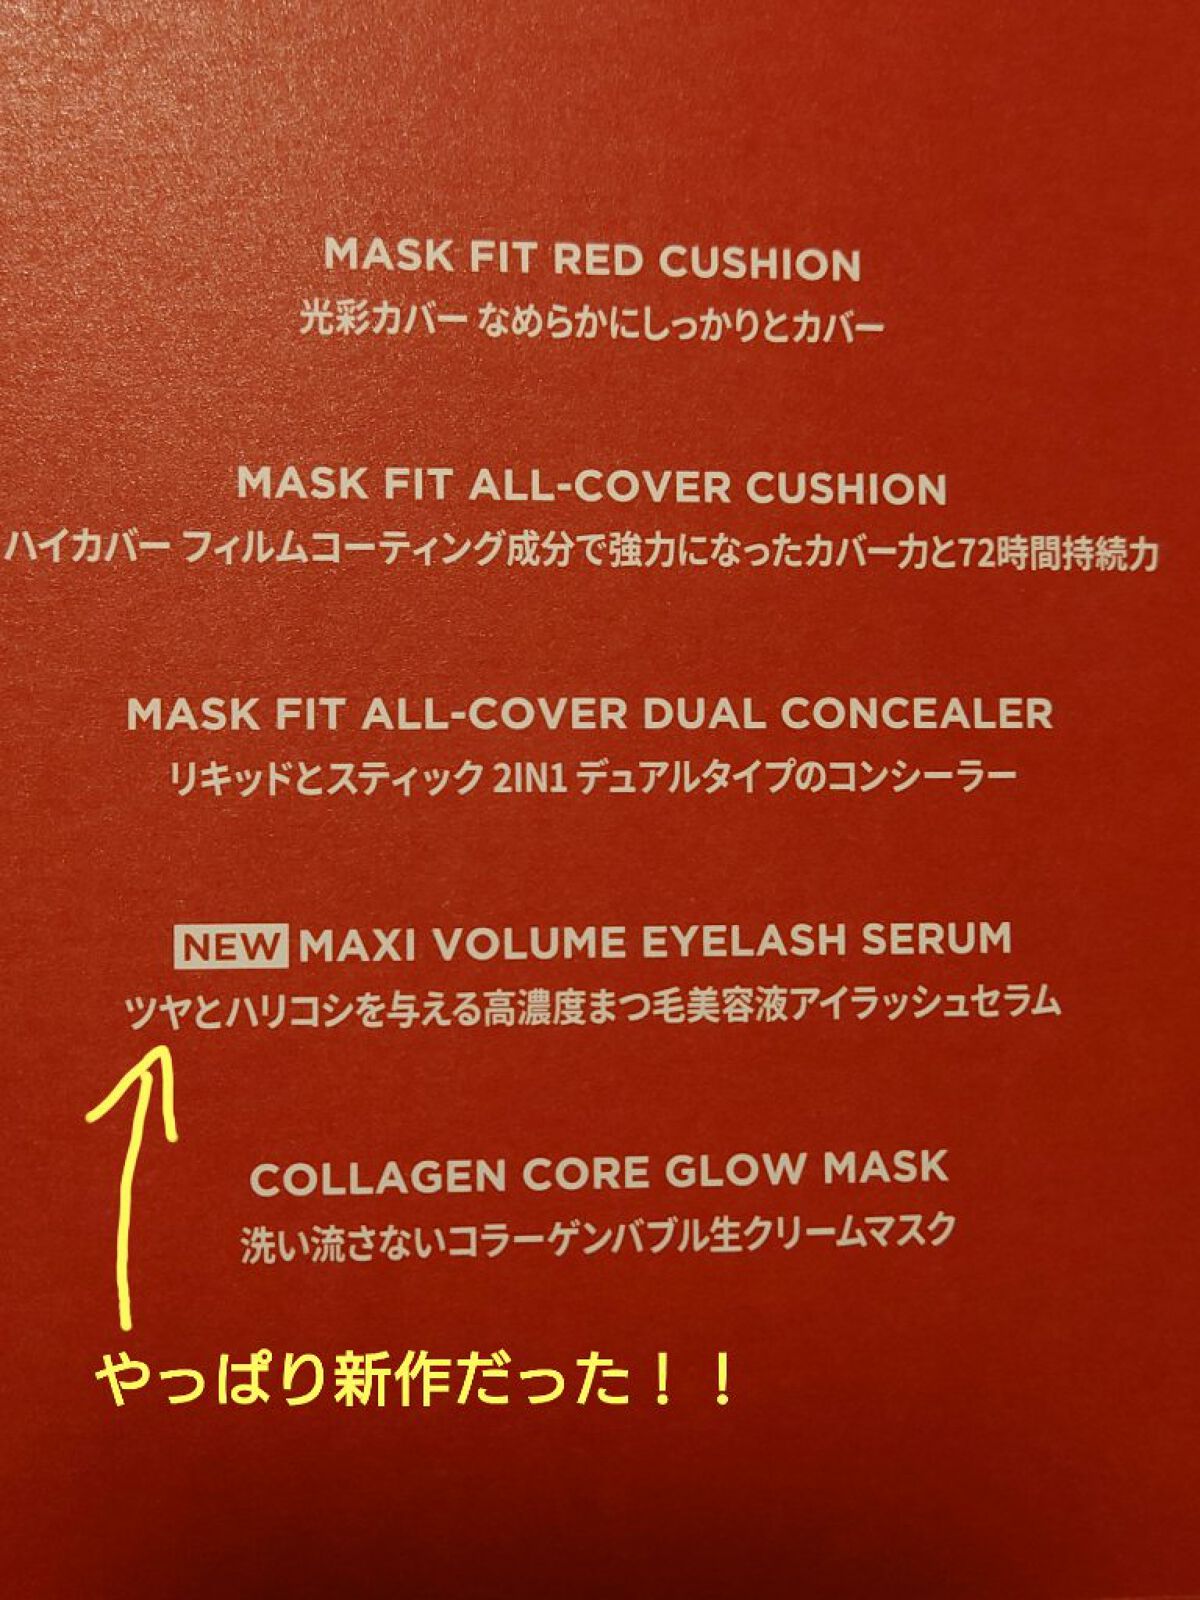 MASK FIT RED CUSHION
光彩カバー なめらかにしっかりとカバー
MASK FIT ALL-COVER CUSHION
ハイカバー フィルムコーティング成分で強力になったカバー力と72時間持続力
MASK FIT ALL-COVER DUAL CONCEALER
リキッドとスティック 2IN1 デュアルタイプのコンシーラー
NEW MAXI VOLUME EYELASH SERUM
ツヤとハリコシを与える高濃度まつ毛美容液アイラッシュセラム
COLLAGEN CORE GLOW MASK
洗い流さないコラーゲンバブル生クリームマスク
やっぱり新作だった！！